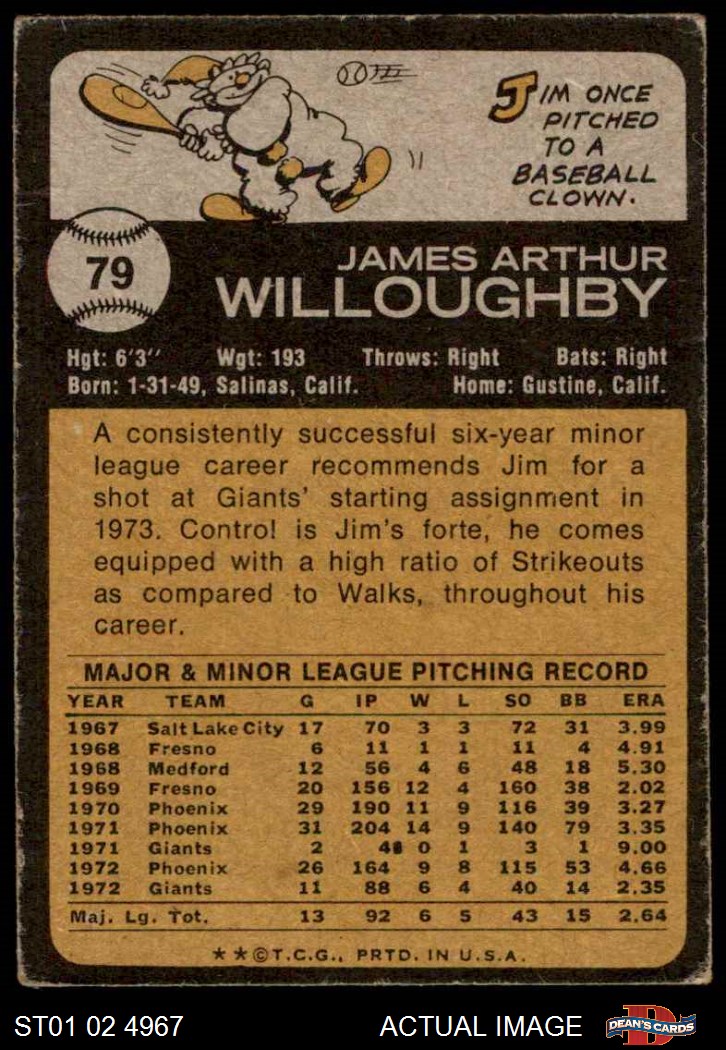 JIM ONCE
PITCHED
TO A
BASEBALL
CLOWN.
79
JAMES ARTHUR
WILLOUGHBY
Hgt: 6'3" Wgt: 193 Throws: Right Bats: Right
Born: 1-31-49, Salinas, Calif. Home: Gustine, Calif.
A consistently successful six-year minor
league career recommends Jim for a
shot at Giants' starting assignment in
1973. Control is Jim's forte, he comes
equipped with a high ratio of Strikeouts
as compared to Walks, throughout his
career.
MAJOR & MINOR LEAGUE PITCHING RECORD
YEAR TEAM G IP W L SO BB ERA
1967 Salt Lake City 17 70 3 3 72 31 3.99
1968 Fresno 6 11 1 1 11 4 4.91
1968 Medford 12 56 4 6 48 18 5.30
1969 Fresno 20 156 12 4 160 38 2.02
1970 Phoenix 29 190 11 9 116 39 3.27
1971 Phoenix 31 204 14 9 140 79 3.35
1971 Giants 2 4 0 1 3 1 9.00
1972 Phoenix 26 164 9 8 115 53 4.66
1972 Giants 11 88 6 4 40 14 2.35
Maj. Lg. Tot. 13 92 6 5 43 15 2.64
★★©T.C.G., PRTD. IN U.S.A.
ST01 02 4967 ACTUAL IMAGE D DEAN'S CARDS